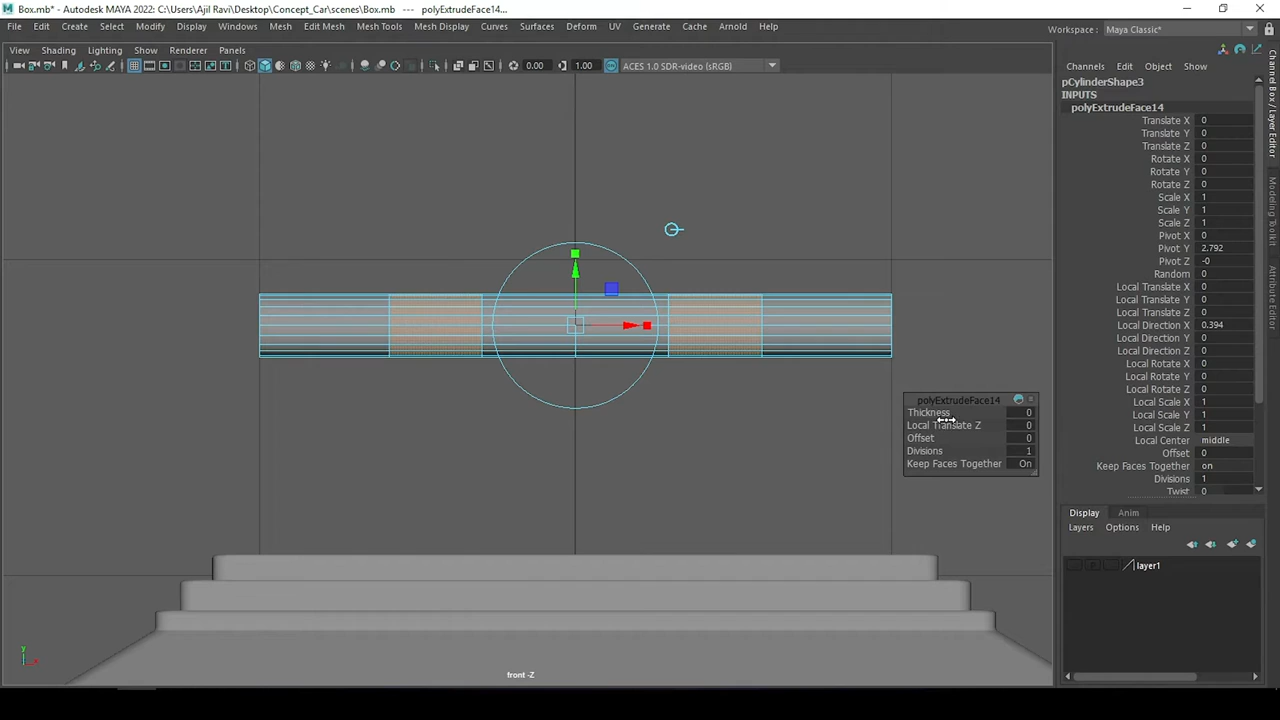 Box.mb* - Autodesk MAYA 2022: C:\Users\Ajil Ravi\Desktop\Concept_Car\scenes\Box.mb --- polyExtrudeFace14...
File Edit Create Select Modify Display Windows Mesh Edit Mesh Mesh Tools Mesh Display Curves Surfaces Deform UV Generate Cache Arnold Help
Workspace: Maya Classic*
View Shading Lighting Show Renderer Panels
0.00 1.00 ACES 1.0 SDR-video (sRGB)
Channels Edit Object Show
pCylinderShape3
INPUTS
polyExtrudeFace14
Translate X 0
Translate Y 0
Translate Z 0
Rotate X 0
Rotate Y 0
Rotate Z 0
Scale X 1
Scale Y 1
Scale Z 1
Pivot X 0
Pivot Y 2.792
Pivot Z -0
Random 0
Local Translate X 0
Local Translate Y 0
Local Translate Z 0
Local Direction X 0.394
Local Direction Y 0
Local Direction Z 0
Local Rotate X 0
Local Rotate Y 0
Local Rotate Z 0
Local Scale X 1
Local Scale Y 1
Local Scale Z 1
Local Center middle
Offset 0
Keep Faces Together on
Divisions 1
Twist 0
polyExtrudeFace14
Thickness 0
Local Translate Z 0
Offset 0
Divisions 1
Keep Faces Together On
Display Anim
Layers Options Help
layer1
Channel Box / Layer Editor
Modeling Toolkit
Attribute Editor
y
x
front -Z